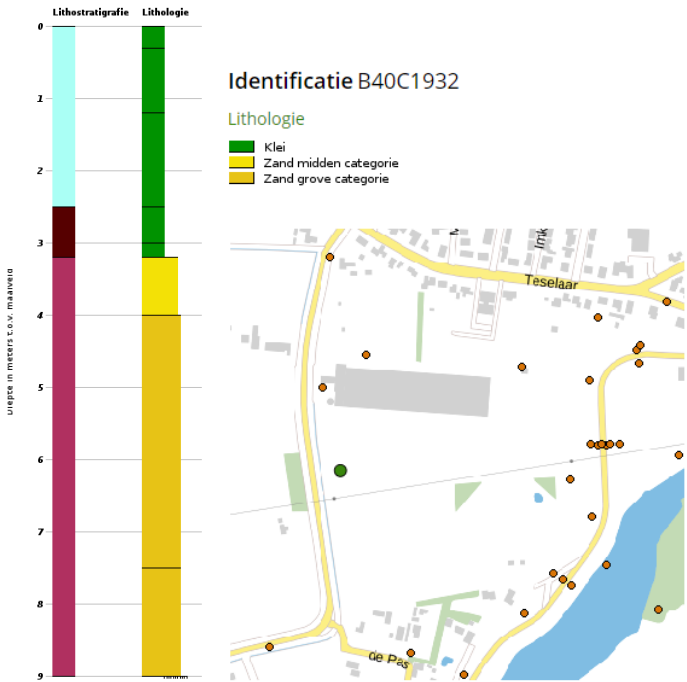 Lithostratigrafie Lithologie
0
1
2
3
4
5
6
7
8
9
Diepte in meters t.o.v. maaiveld
Identificatie B40C1932
Lithologie
Klei
Zand midden categorie
Zand grove categorie
Imk
Teselaar
de Pas